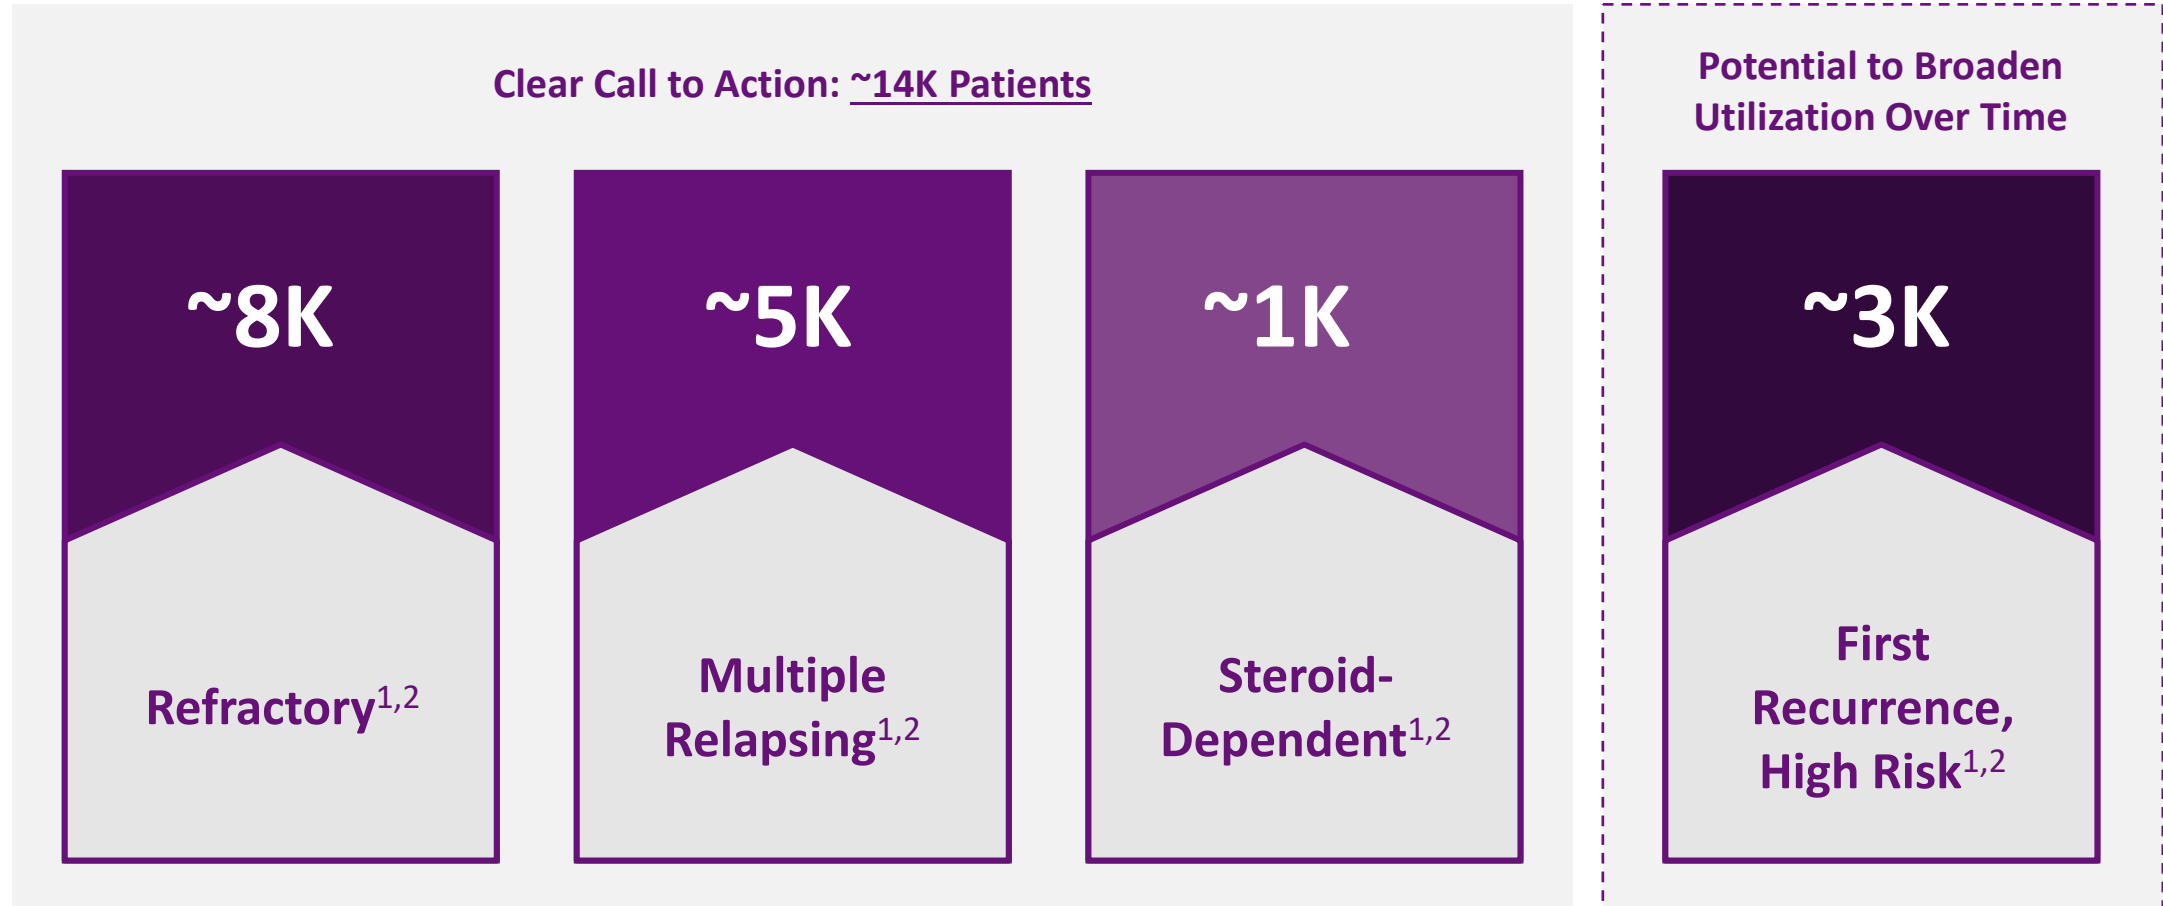 Clear Call to Action: ~14K Patients
~8K
Refractory1,2
~5K
Multiple
Relapsing1,2
~1K
Steroid-
Dependent1,2
Potential to Broaden
Utilization Over Time
~3K
First
Recurrence,
High Risk1,2